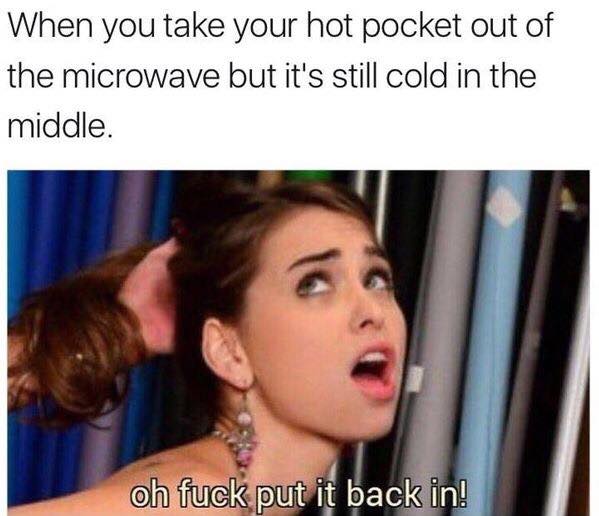 When you take your hot pocket out of
the microwave but it's still cold in the
middle.
oh fuck put it back in!